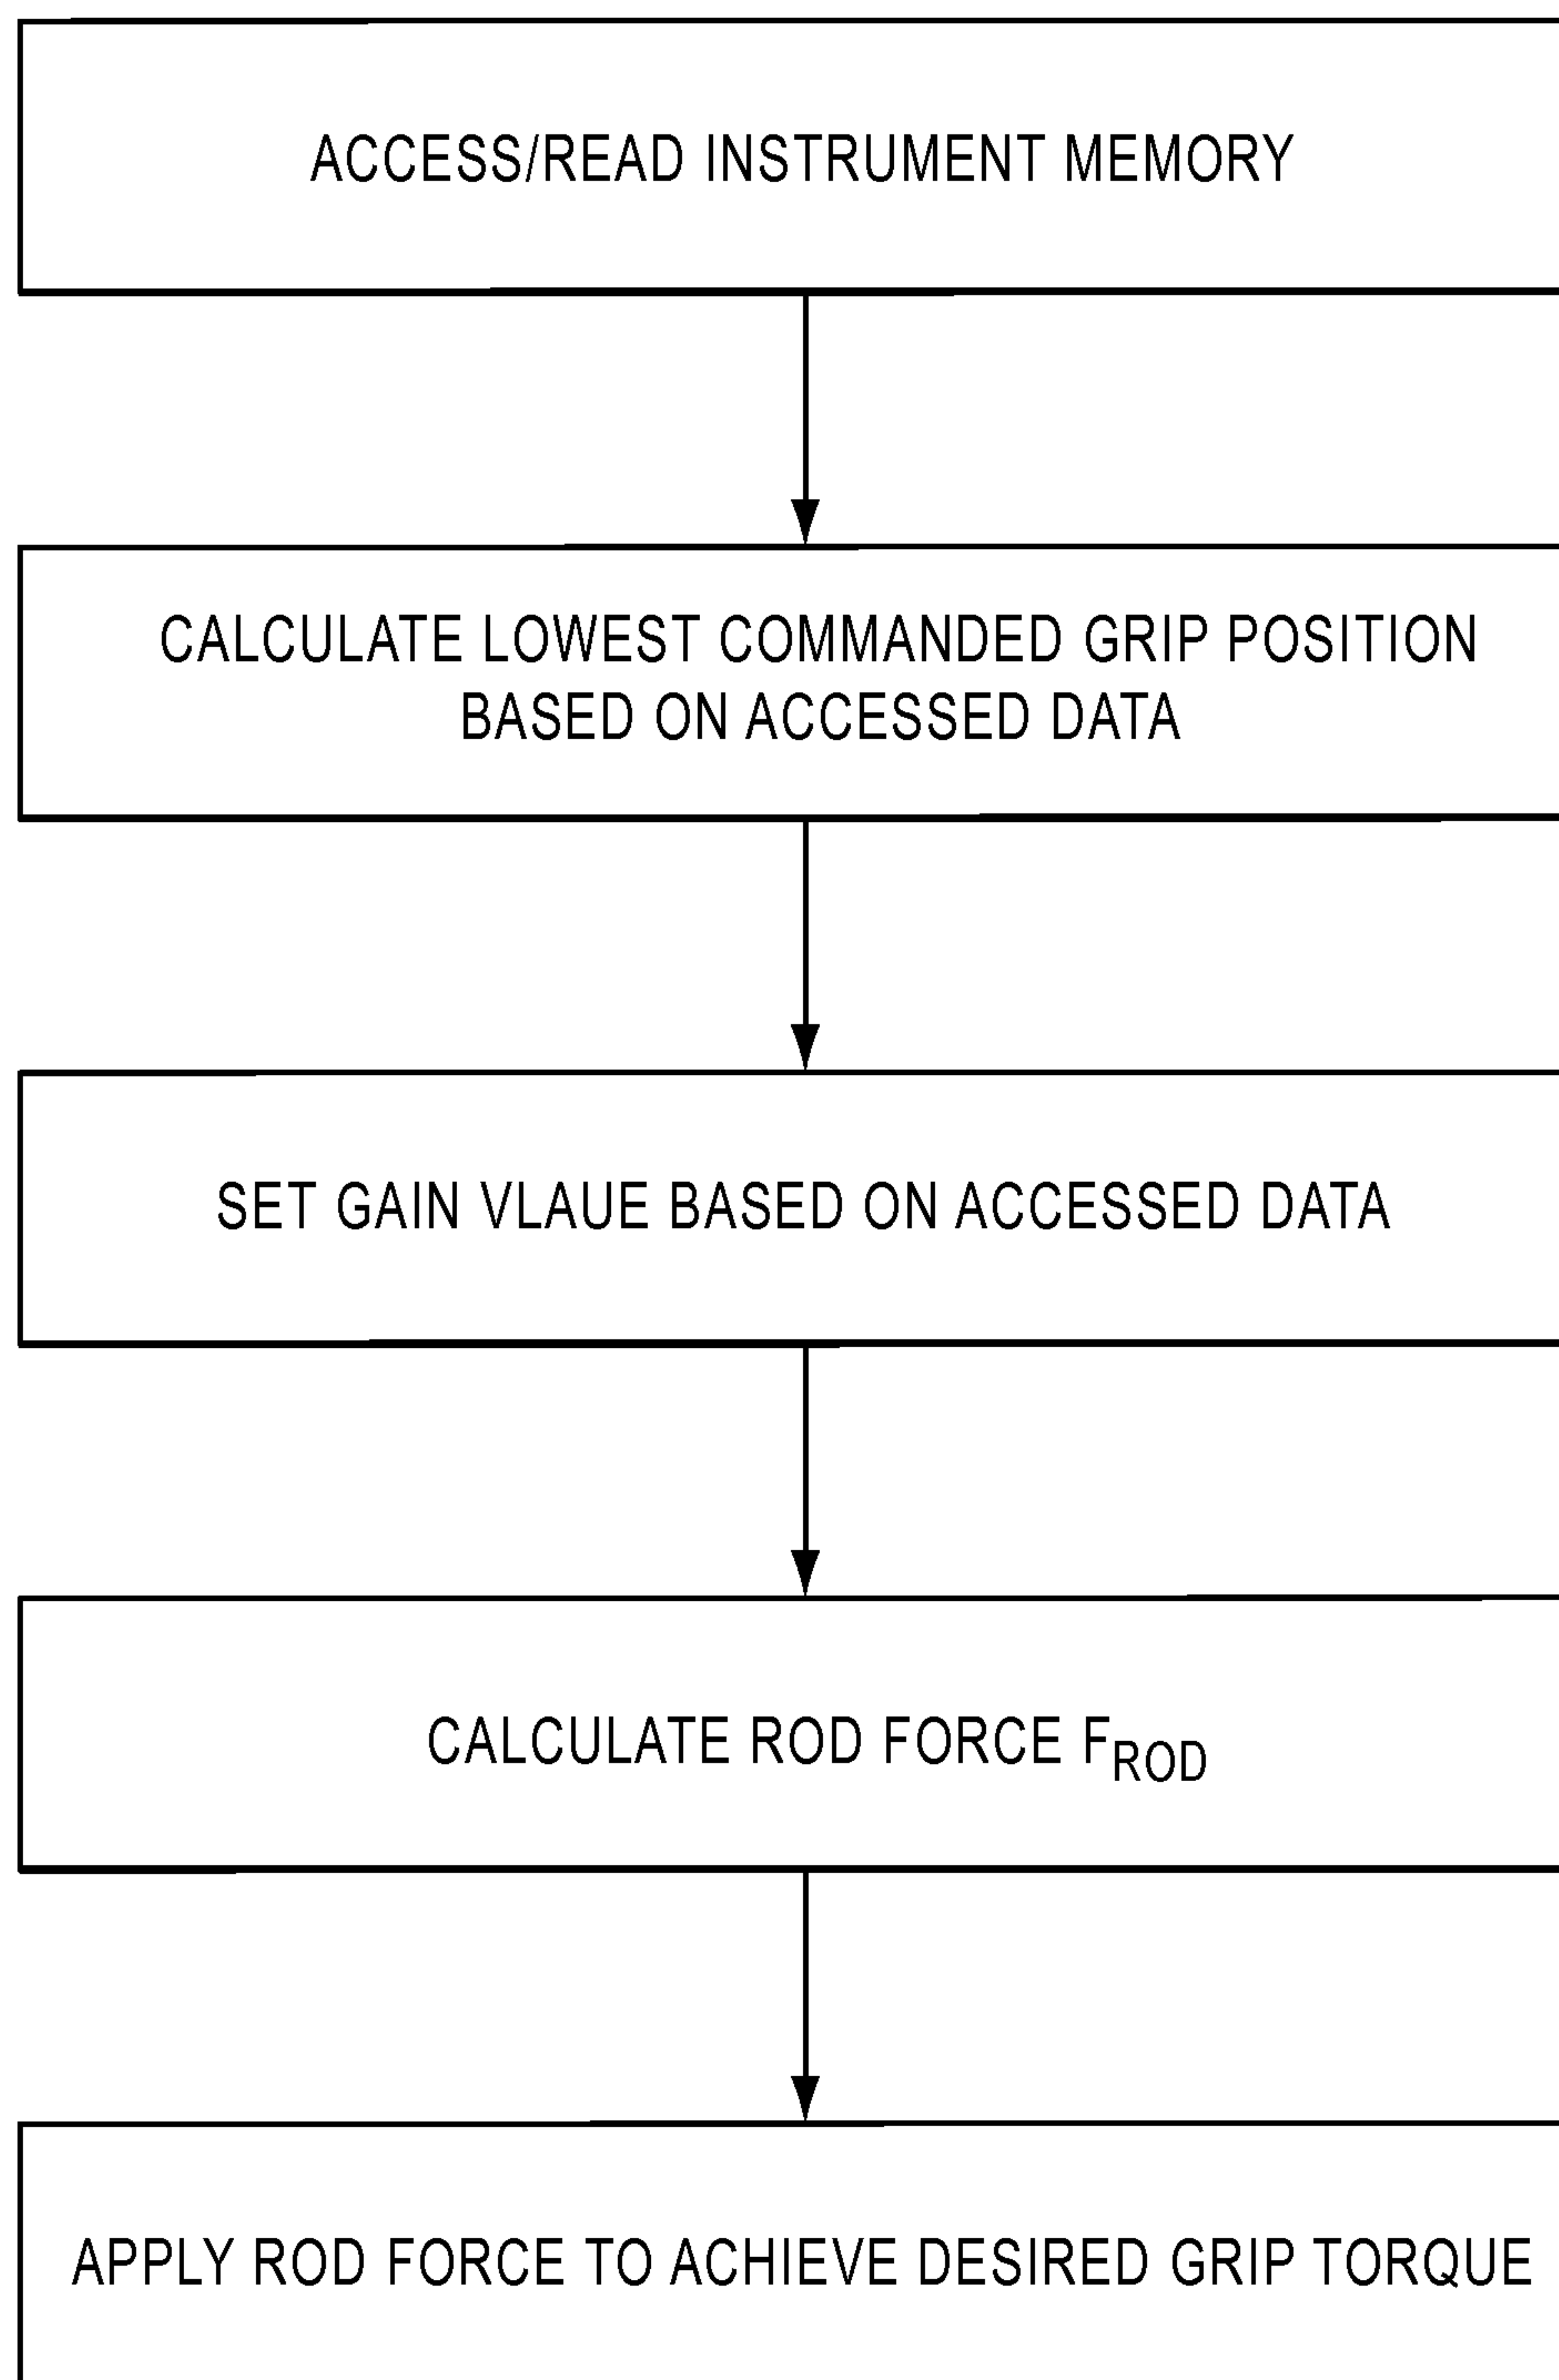 ACCESS/READ INSTRUMENT MEMORY
CALCULATE LOWEST COMMANDED GRIP POSITION
BASED ON ACCESSED DATA
SET GAIN VLAUE BASED ON ACCESSED DATA
CALCULATE ROD FORCE FROD
APPLY ROD FORCE TO ACHIEVE DESIRED GRIP TORQUE